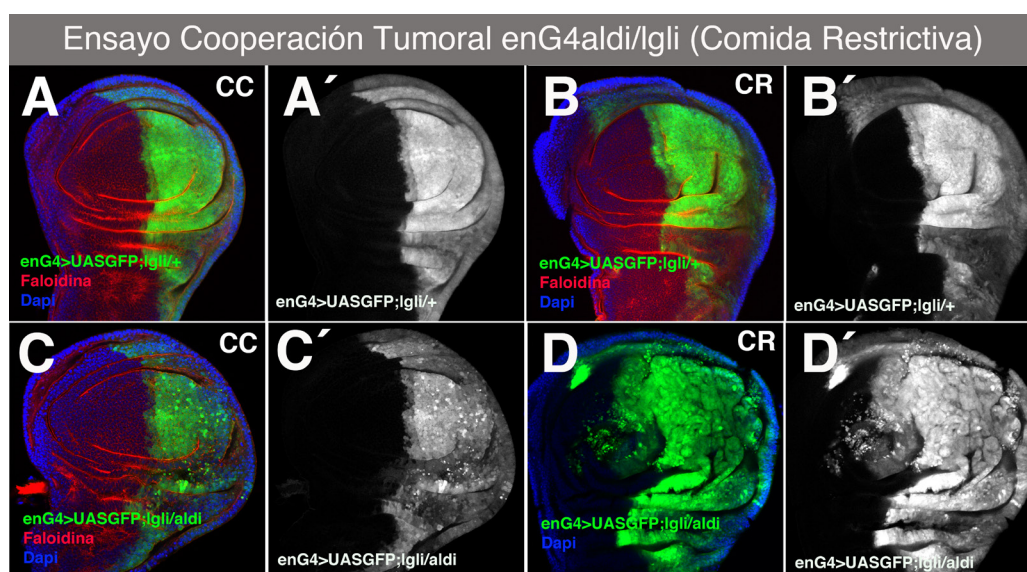 Ensayo Cooperación Tumoral enG4aldi/lgli (Comida Restrictiva)
A
CC
enG4>UASGFP;lgli/+
Faloidina
Dapi
A´
enG4>UASGFP;lgli/+
B
CR
enG4>UASGFP;lgli/+
Faloidina
Dapi
B´
enG4>UASGFP;lgli/+
C
CC
enG4>UASGFP;lgli/aldi
Faloidina
Dapi
C´
enG4>UASGFP;lgli/aldi
D
CR
enG4>UASGFP;lgli/aldi
Dapi
D´
enG4>UASGFP;lgli/aldi